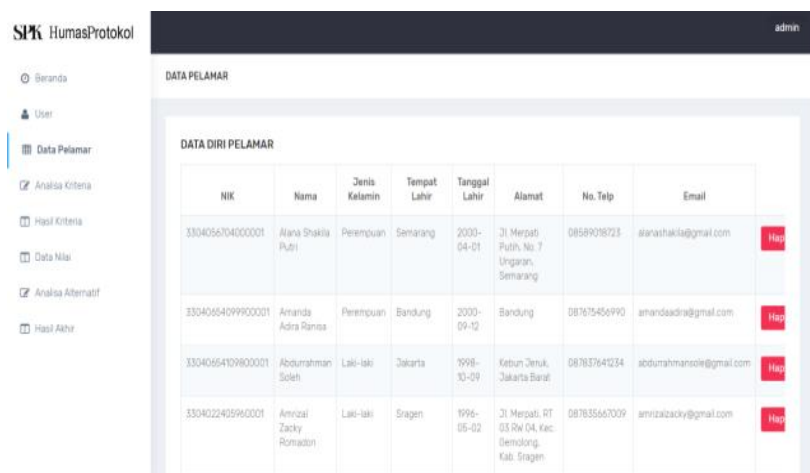 SPK HumasProtokol
admin
Beranda
User
Data Pelamar
Analisa Kriteria
Hasil Kriteria
Data Nilai
Analisa Alternatif
Hasil Akhir
DATA PELAMAR
DATA DIRI PELAMAR
NIK Nama Jenis Kelamin Tempat Lahir Tanggal Lahir Alamat No. Telp Email
3304056704000001 Alana Shakila Perempuan Semarang 2000- Jl. Merpati 08589018723 alanashakila@gmail.com Hap
Putri 04-01 Putih, No. 7
Ungaran,
Semarang
33040654099900001 Amanda Perempuan Bandung 2000- Bandung 087675456990 amandaadira@gmail.com Hap
Adira Ranisa 09-12
33040654109800001 Abdurrahman Laki-laki Jakarta 1998- Kebun Jeruk, 087837641234 abdurrahmansole@gmail.com Hap
Soleh 10-09 Jakarta Barat
3304022405960001 Amrizal Laki-laki Sragen 1996- Jl. Merpati, RT 087835667009 amrizalzacky@gmail.com Hap
Zacky 05-02 03 RW 04, Kec.
Romadon Gemolong,
Kab. Sragen